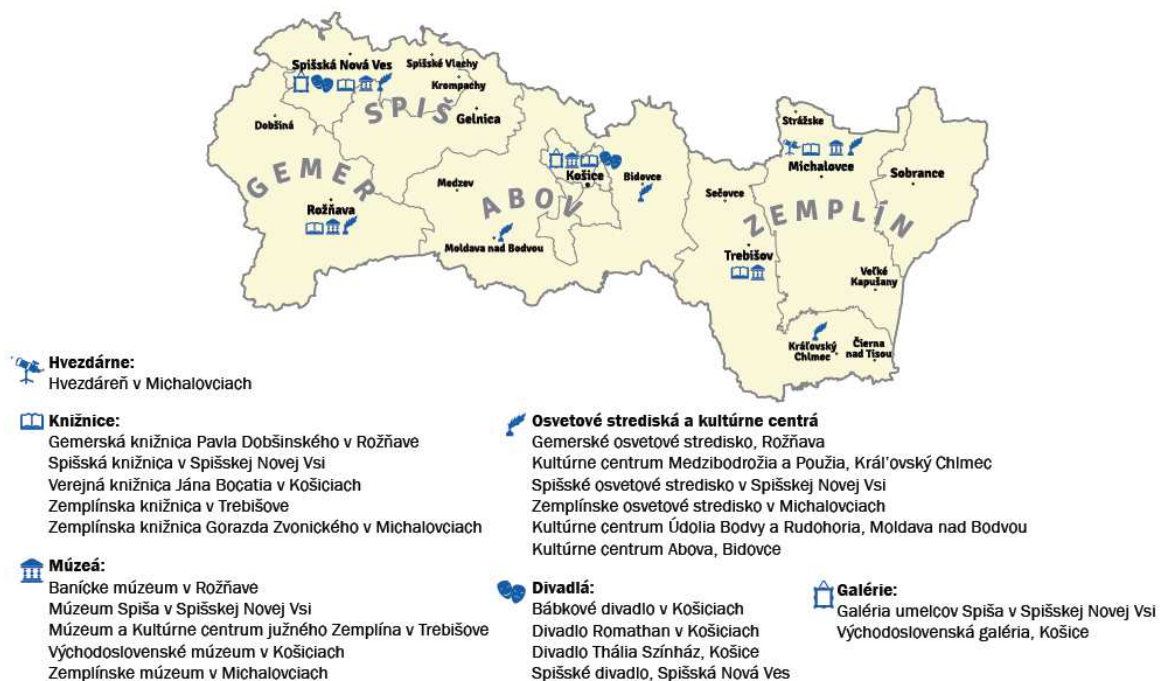 Spišská Nová Ves
Spišské Vlachy
Krompachy
SPIŠ
Gelnica
Dobšiná
GEMER
Rožňava
Medzev
ABOV
Košice
Bidovce
Moldava nad Bodvou
Strážske
Michalovce
Sobrance
Sečovce
ZEMPLÍN
Trebišov
Veľké
Kapušany
Kráľovský
Chlmec
Čierna
nad Tisou
Hvezdárne:
Hvezdáreň v Michalovciach
Knižnice:
Gemerská knižnica Pavla Dobšinského v Rožňave
Spišská knižnica v Spišskej Novej Vsi
Verejná knižnica Jána Bocatia v Košiciach
Zemplínska knižnica v Trebišove
Zemplínska knižnica Gorazda Zvonického v Michalovciach
Múzeá:
Banícke múzeum v Rožňave
Múzeum Spiša v Spišskej Novej Vsi
Múzeum a Kultúrne centrum južného Zemplína v Trebišove
Východoslovenské múzeum v Košiciach
Zemplínske múzeum v Michalovciach
Osvetové strediská a kultúrne centrá
Gemerské osvetové stredisko, Rožňava
Kultúrne centrum Medzibodrožia a Použia, Kráľovský Chlmec
Spišské osvetové stredisko v Spišskej Novej Vsi
Zemplínske osvetové stredisko v Michalovciach
Kultúrne centrum Údolia Bodvy a Rudohoria, Moldava nad Bodvou
Kultúrne centrum Abova, Bidovce
Divadlá:
Bábkové divadlo v Košiciach
Divadlo Romathan v Košiciach
Divadlo Thália Színház, Košice
Spišské divadlo, Spišská Nová Ves
Galérie:
Galéria umelcov Spiša v Spišskej Novej Vsi
Východoslovenská galéria, Košice